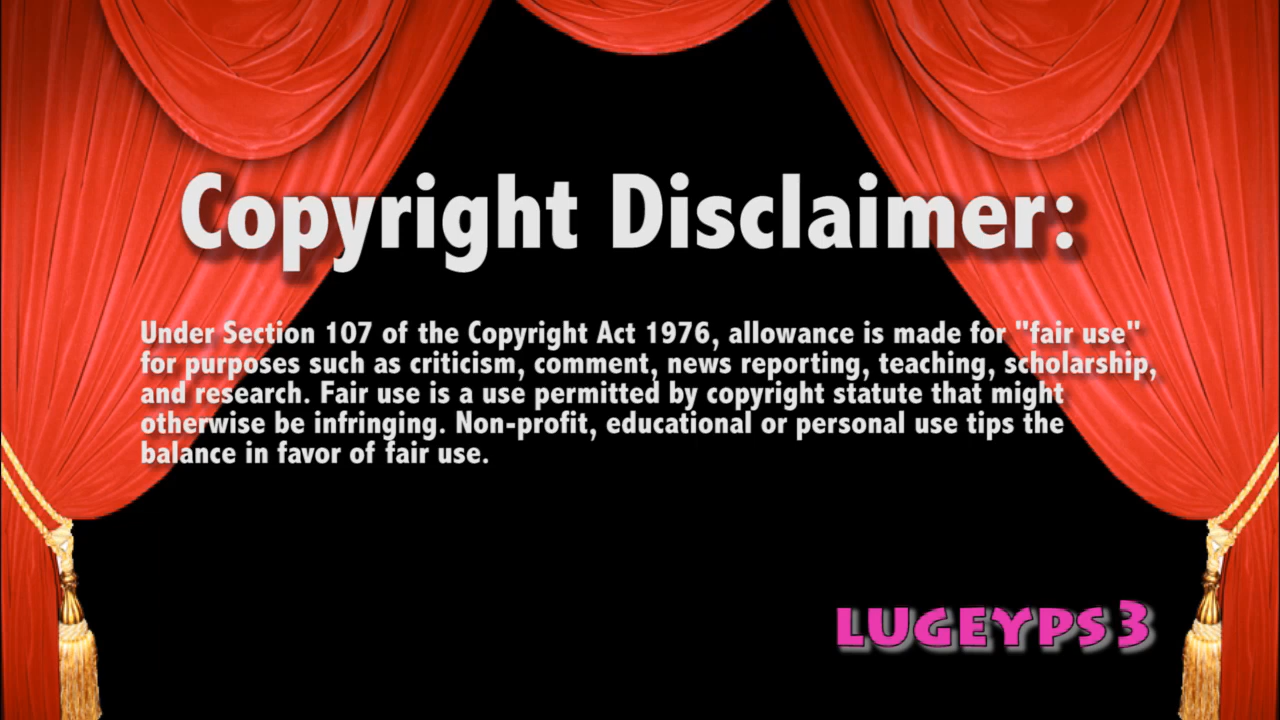 Copyright Disclaimer:
Under Section 107 of the Copyright Act 1976, allowance is made for "fair use"
for purposes such as criticism, comment, news reporting, teaching, scholarship,
and research. Fair use is a use permitted by copyright statute that might
otherwise be infringing. Non-profit, educational or personal use tips the
balance in favor of fair use.
LUGEYPS3